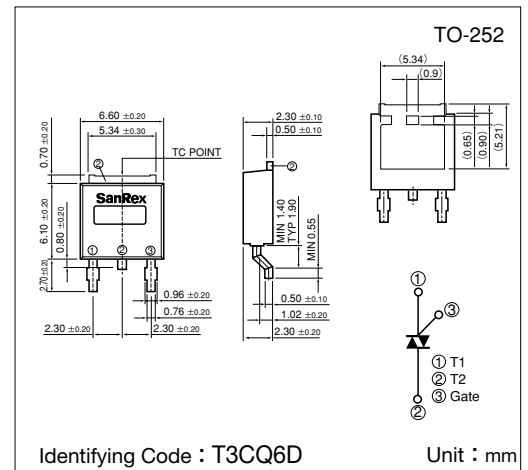 TO-252
(5.34)
(0.9)
6.60 ±0.20
5.34 ±0.30
2.30 ±0.10
0.50 ±0.10
0.70 ±0.20
TC POINT
②
②
(0.65)
(0.90)
(5.21)
SanRex
6.10 ±0.20
0.80 ±0.20
MIN 1.40
TYP 1.90
MIN 0.55
① ② ③
2.70 ±0.20
0.96 ±0.20
0.76 ±0.20
2.30 ±0.20
2.30 ±0.20
0.50 ±0.10
1.02 ±0.20
2.30 ±0.20
①
③
① T1
② T2
③ Gate
②
Identifying Code：T3CQ6D
Unit：mm